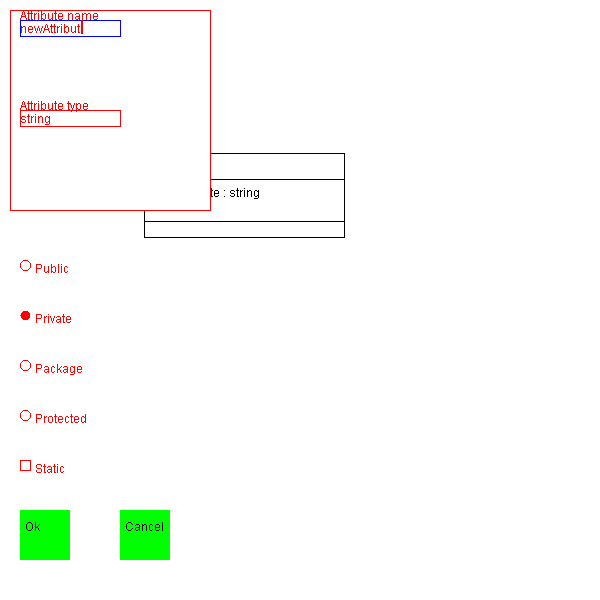 Attribute name
newAttribut
Attribute type
string
te : string
Public
Private
Package
Protected
Static
Ok
Cancel